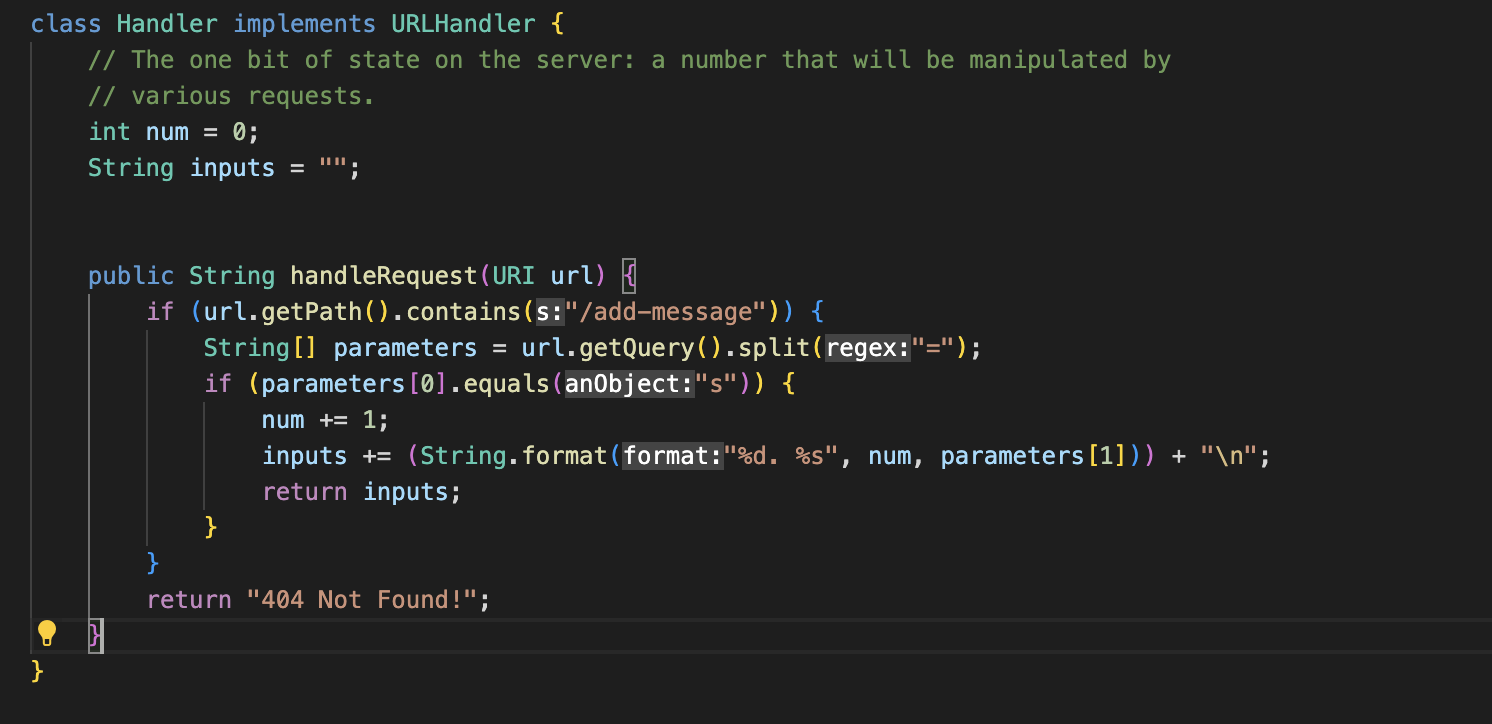 class Handler implements URLHandler {
    // The one bit of state on the server: a number that will be manipulated by
    // various requests.
    int num = 0;
    String inputs = "";
    public String handleRequest(URI url) {
        if (url.getPath().contains(s:"/add-message")) {
            String[] parameters = url.getQuery().split(regex:"=");
            if (parameters[0].equals(anObject:"s")) {
                num += 1;
                inputs += (String.format(format:"%d. %s", num, parameters[1])) + "\n";
                return inputs;
            }
        }
        return "404 Not Found!";
    }
}